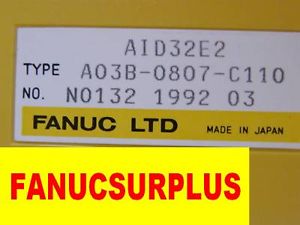 AID32E2
TYPE A03B-0807-C110
NO. N0132 1992 03
FANUC LTD MADE IN JAPAN
FANUCSURPLUS